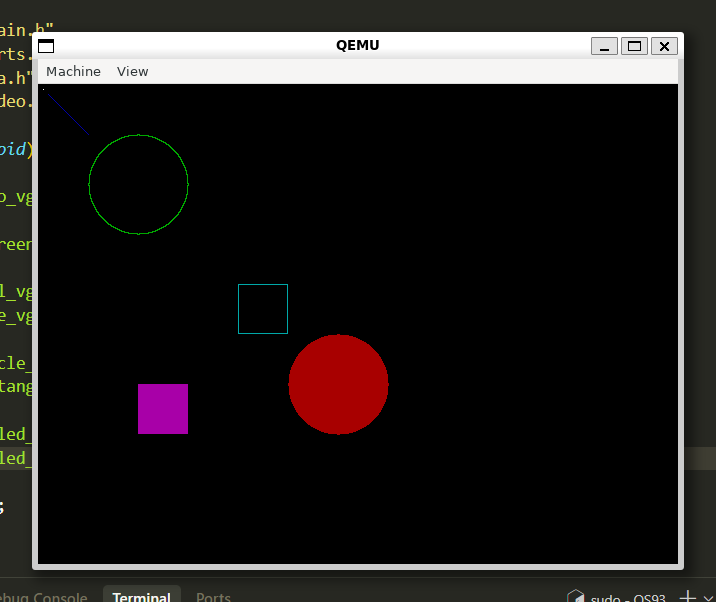 ain.h"
QEMU
rts.
Machine View
a.h"
deo.
oid)
o_vg
reen
l_vg
e_vg
cle_
tang
led_
led_
;
ebug Console Terminal Ports
sudo - OS93